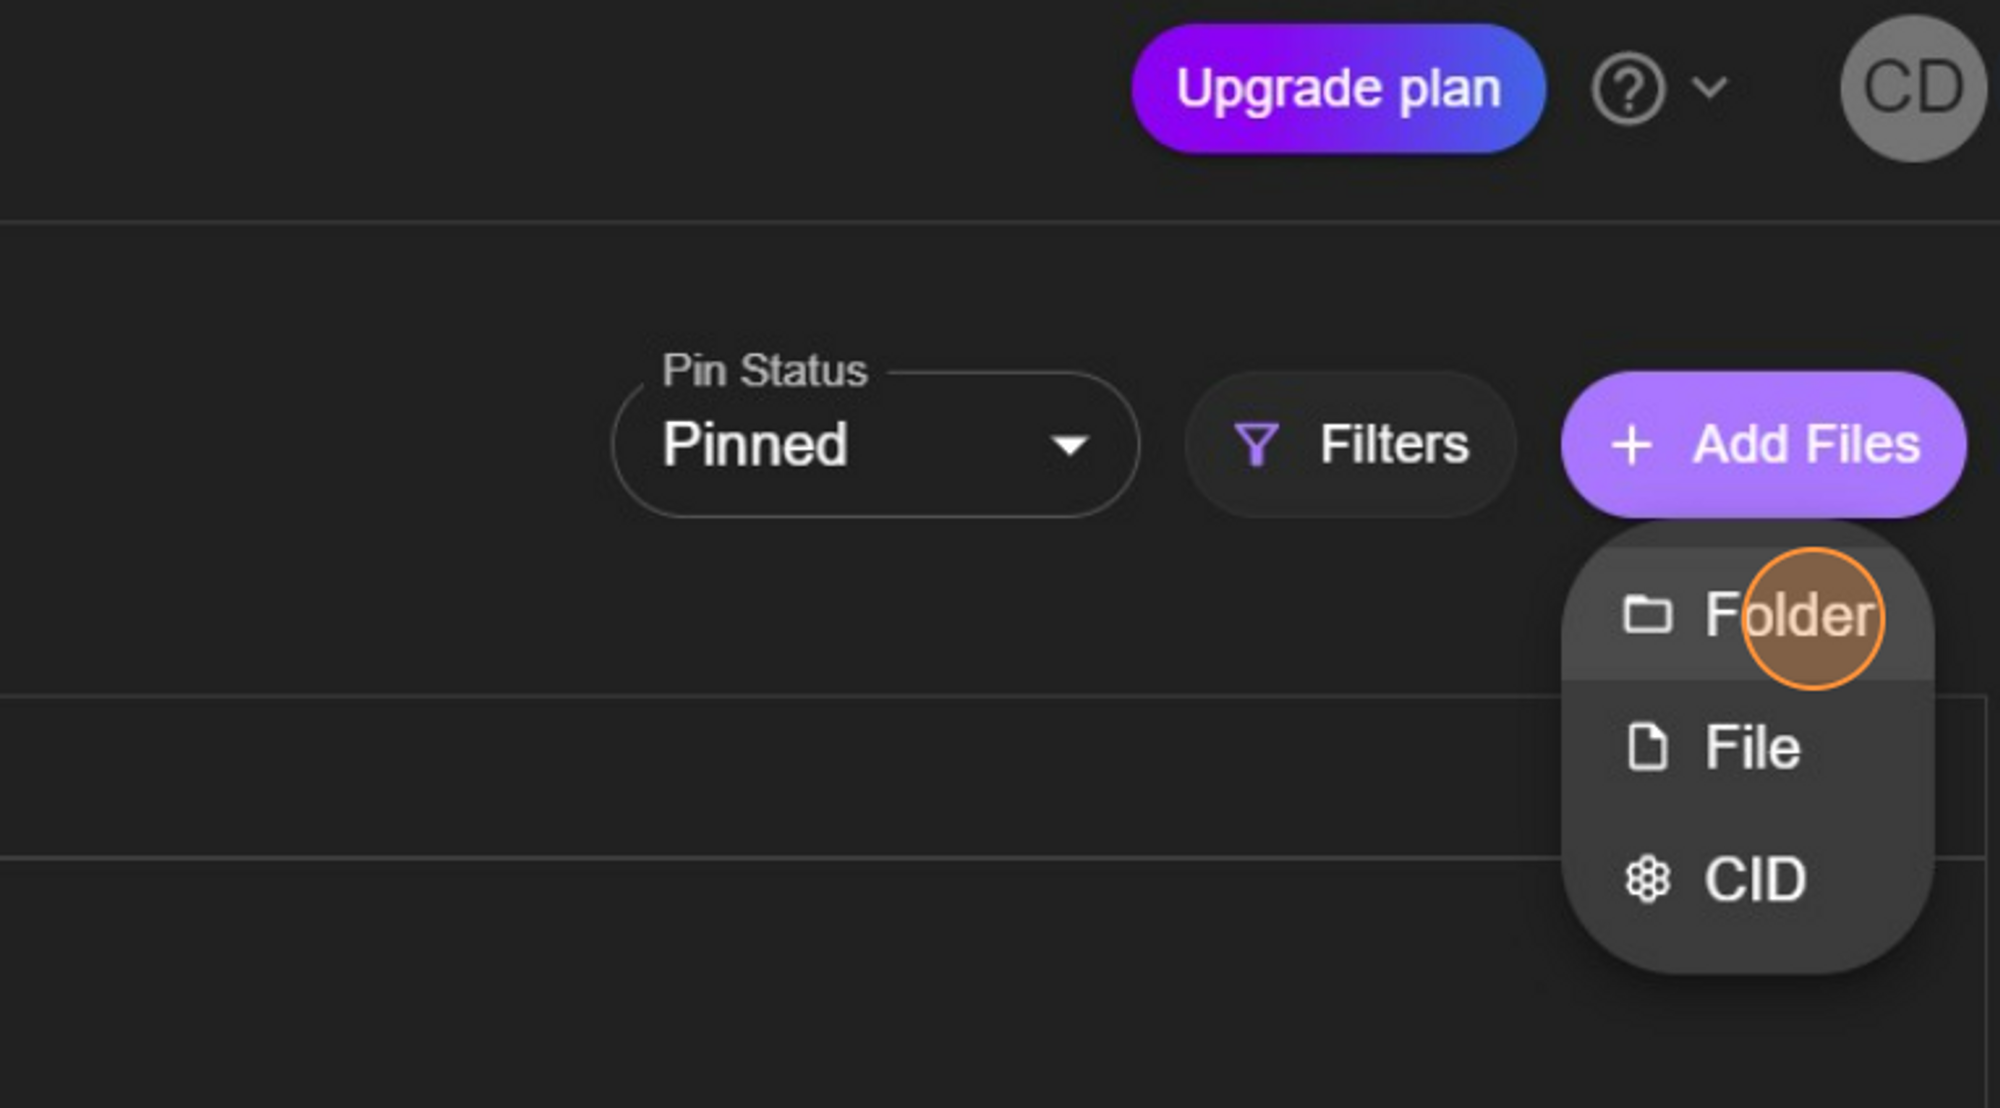 Upgrade plan
CD
Pin Status
Pinned
Filters
+ Add Files
Folder
File
CID